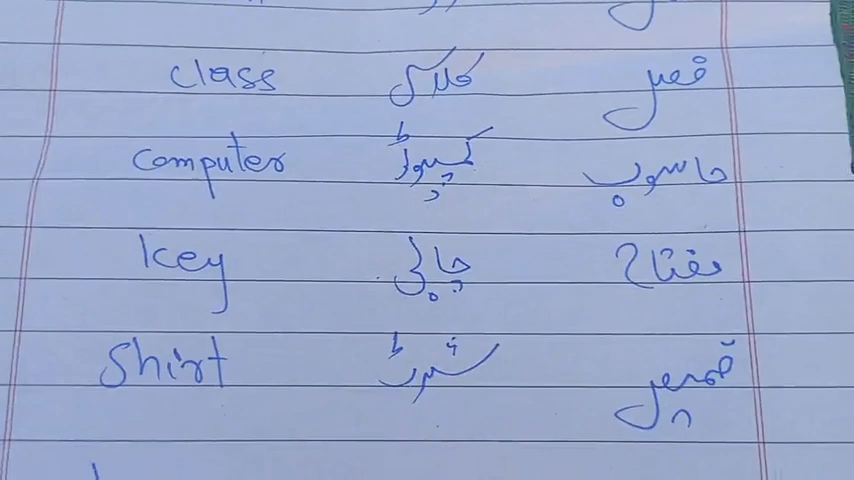 class کلاس فصل
Computer کمپیوٹر حاسوب
Key چابی مفتاح
Shirt شرٹ قمیص